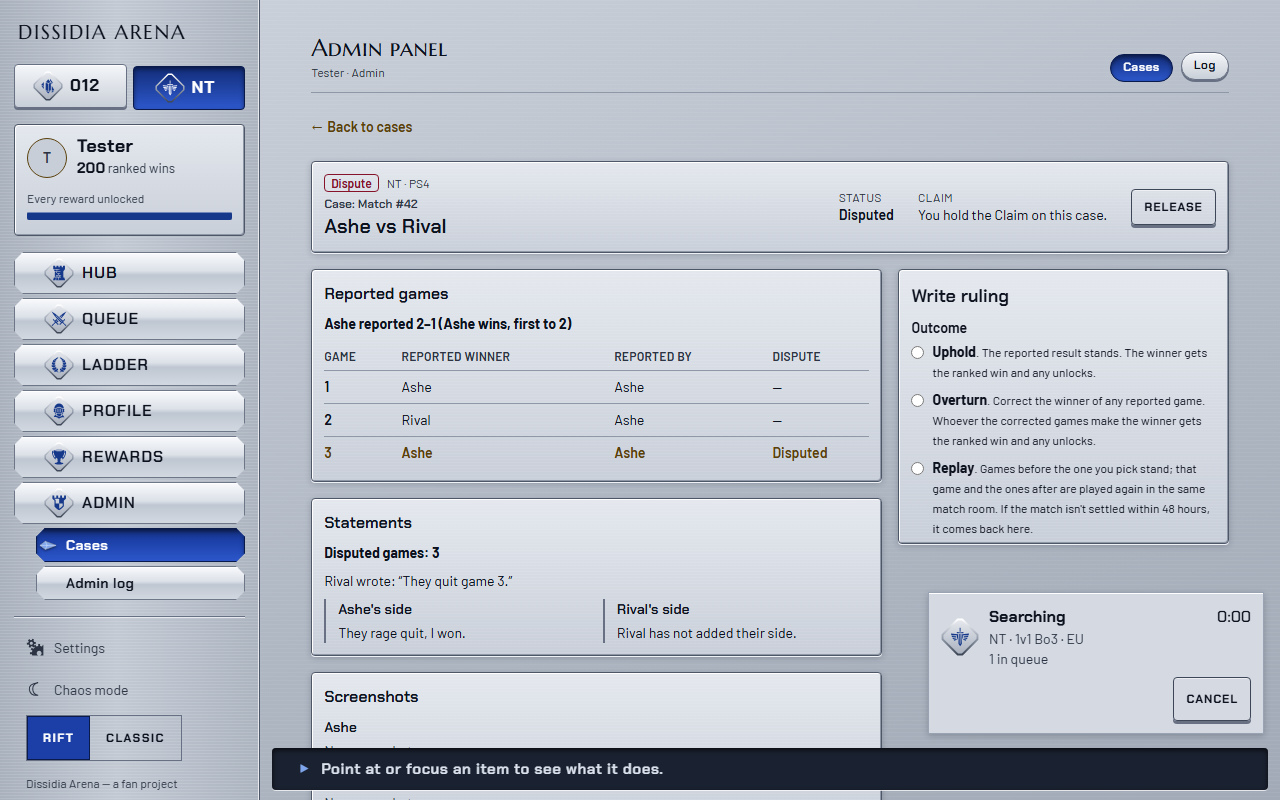 DISSIDIA ARENA
012
NT
T
Tester
200 ranked wins
Every reward unlocked
HUB
QUEUE
LADDER
PROFILE
REWARDS
ADMIN
Cases
Admin log
Settings
Chaos mode
RIFT
CLASSIC
Dissidia Arena — a fan project
Admin panel
Tester · Admin
Cases
Log
← Back to cases
Dispute
NT · PS4
Case: Match #42
Ashe vs Rival
STATUS
Disputed
CLAIM
You hold the Claim on this case.
RELEASE
Reported games
Ashe reported 2–1 (Ashe wins, first to 2)
GAME REPORTED WINNER REPORTED BY DISPUTE
1 Ashe Ashe —
2 Rival Ashe —
3 Ashe Ashe Disputed
Statements
Disputed games: 3
Rival wrote: “They quit game 3.”
Ashe's side
They rage quit, I won.
Rival's side
Rival has not added their side.
Screenshots
Ashe
Write ruling
Outcome
Uphold. The reported result stands. The winner gets
the ranked win and any unlocks.
Overturn. Correct the winner of any reported game.
Whoever the corrected games make the winner gets
the ranked win and any unlocks.
Replay. Games before the one you pick stand; that
game and the ones after are played again in the same
match room. If the match isn't settled within 48 hours,
it comes back here.
Searching
0:00
NT · 1v1 Bo3 · EU
1 in queue
CANCEL
Point at or focus an item to see what it does.